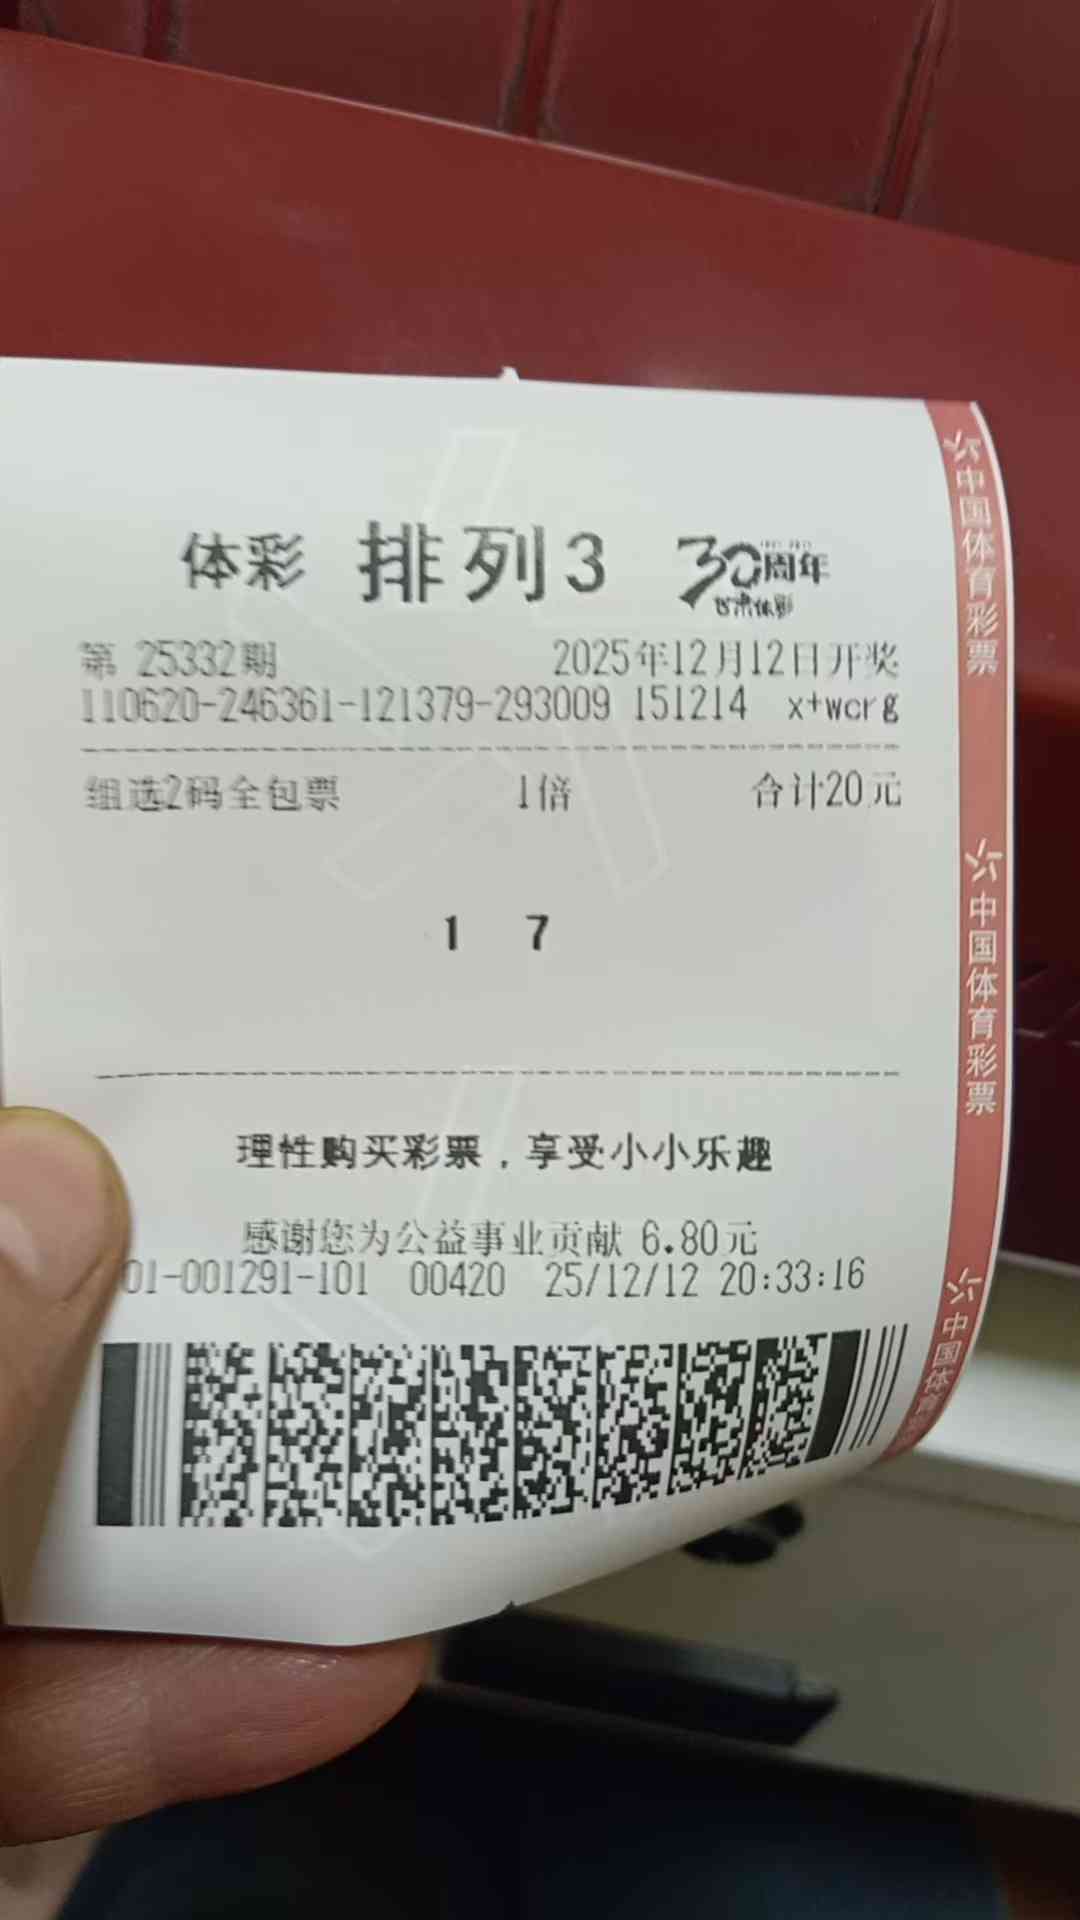 体彩 排列3 30周年
第 25332期 2025年12月12日开奖
110620-246361-121379-293009 151214 x+wcrg
组选2码全包票 1倍 合计20元
1 7
理性购买彩票，享受小小乐趣
感谢您为公益事业贡献 6.80元
01-001291-101 00420 25/12/12 20:33:16
中国体育彩票
中国体育彩票
中国体育